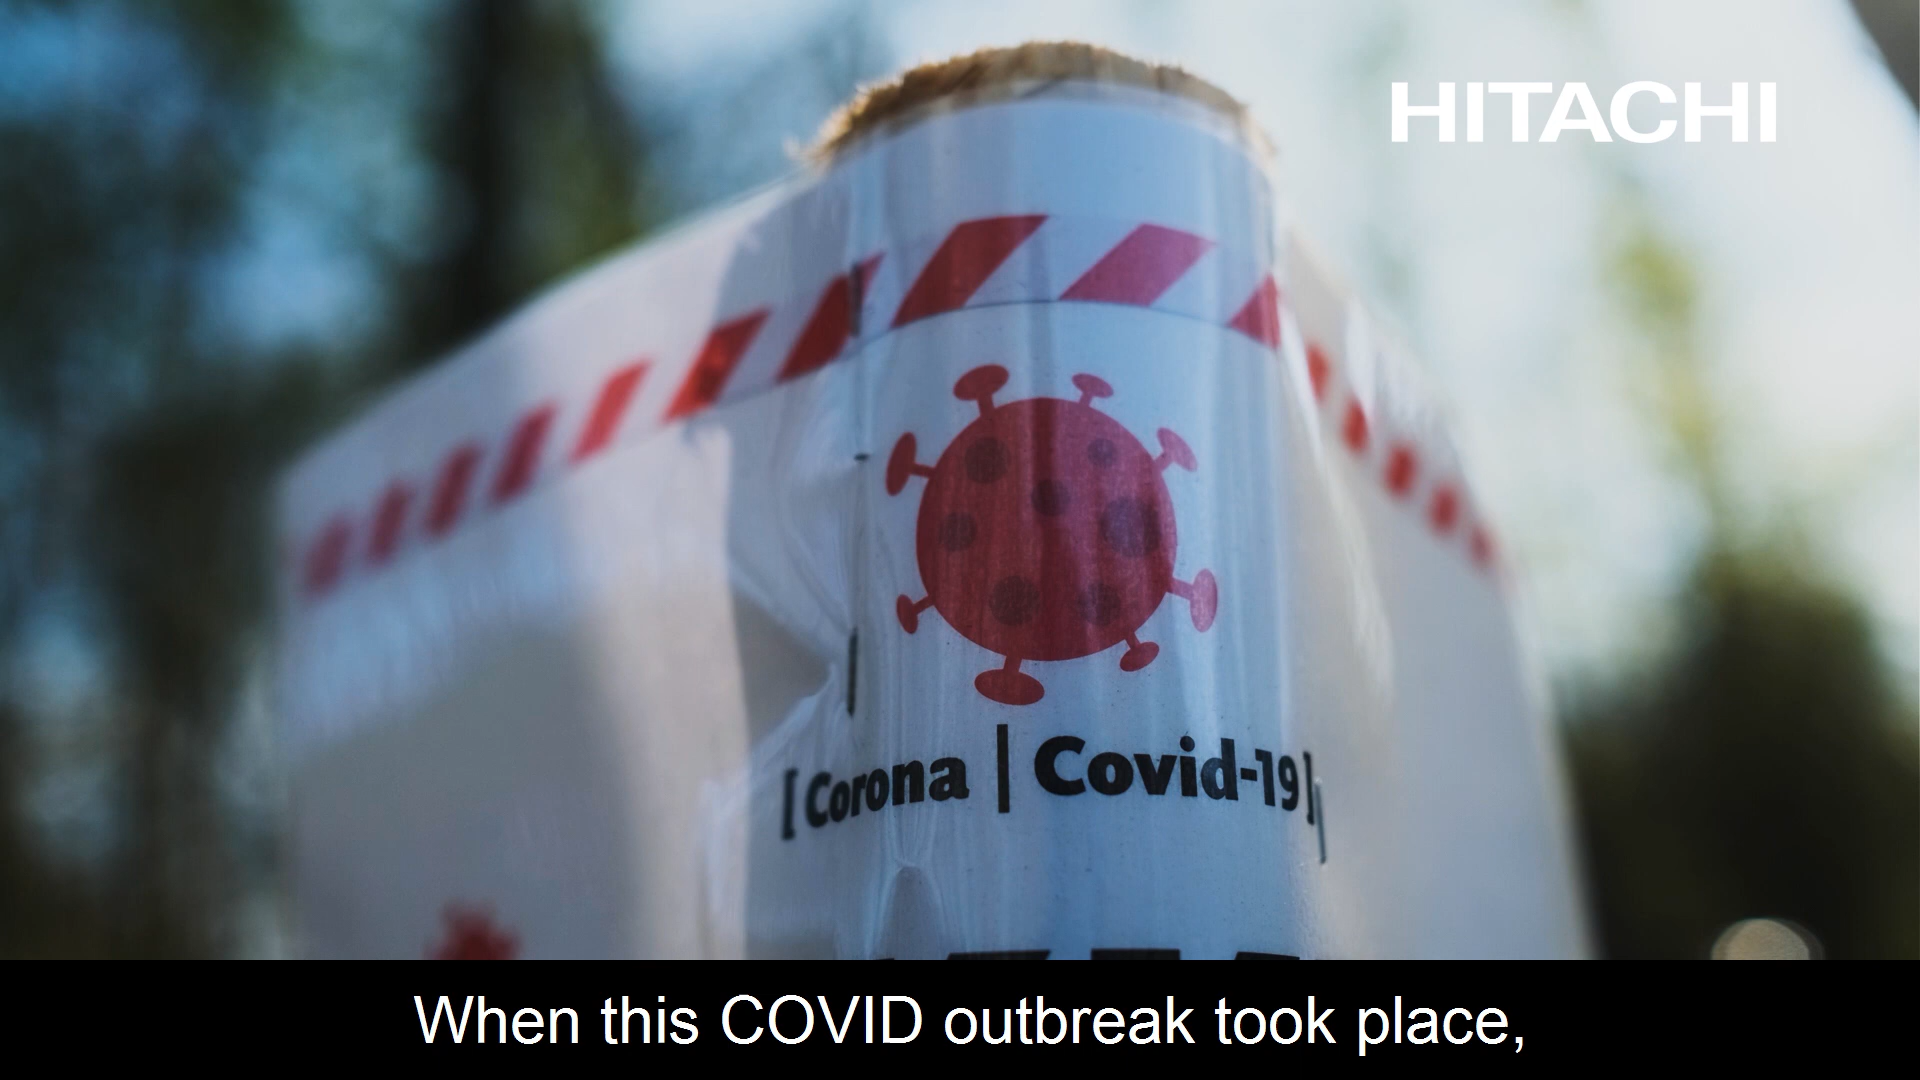 HITACHI
[ Corona | Covid-19 ]
When this COVID outbreak took place,